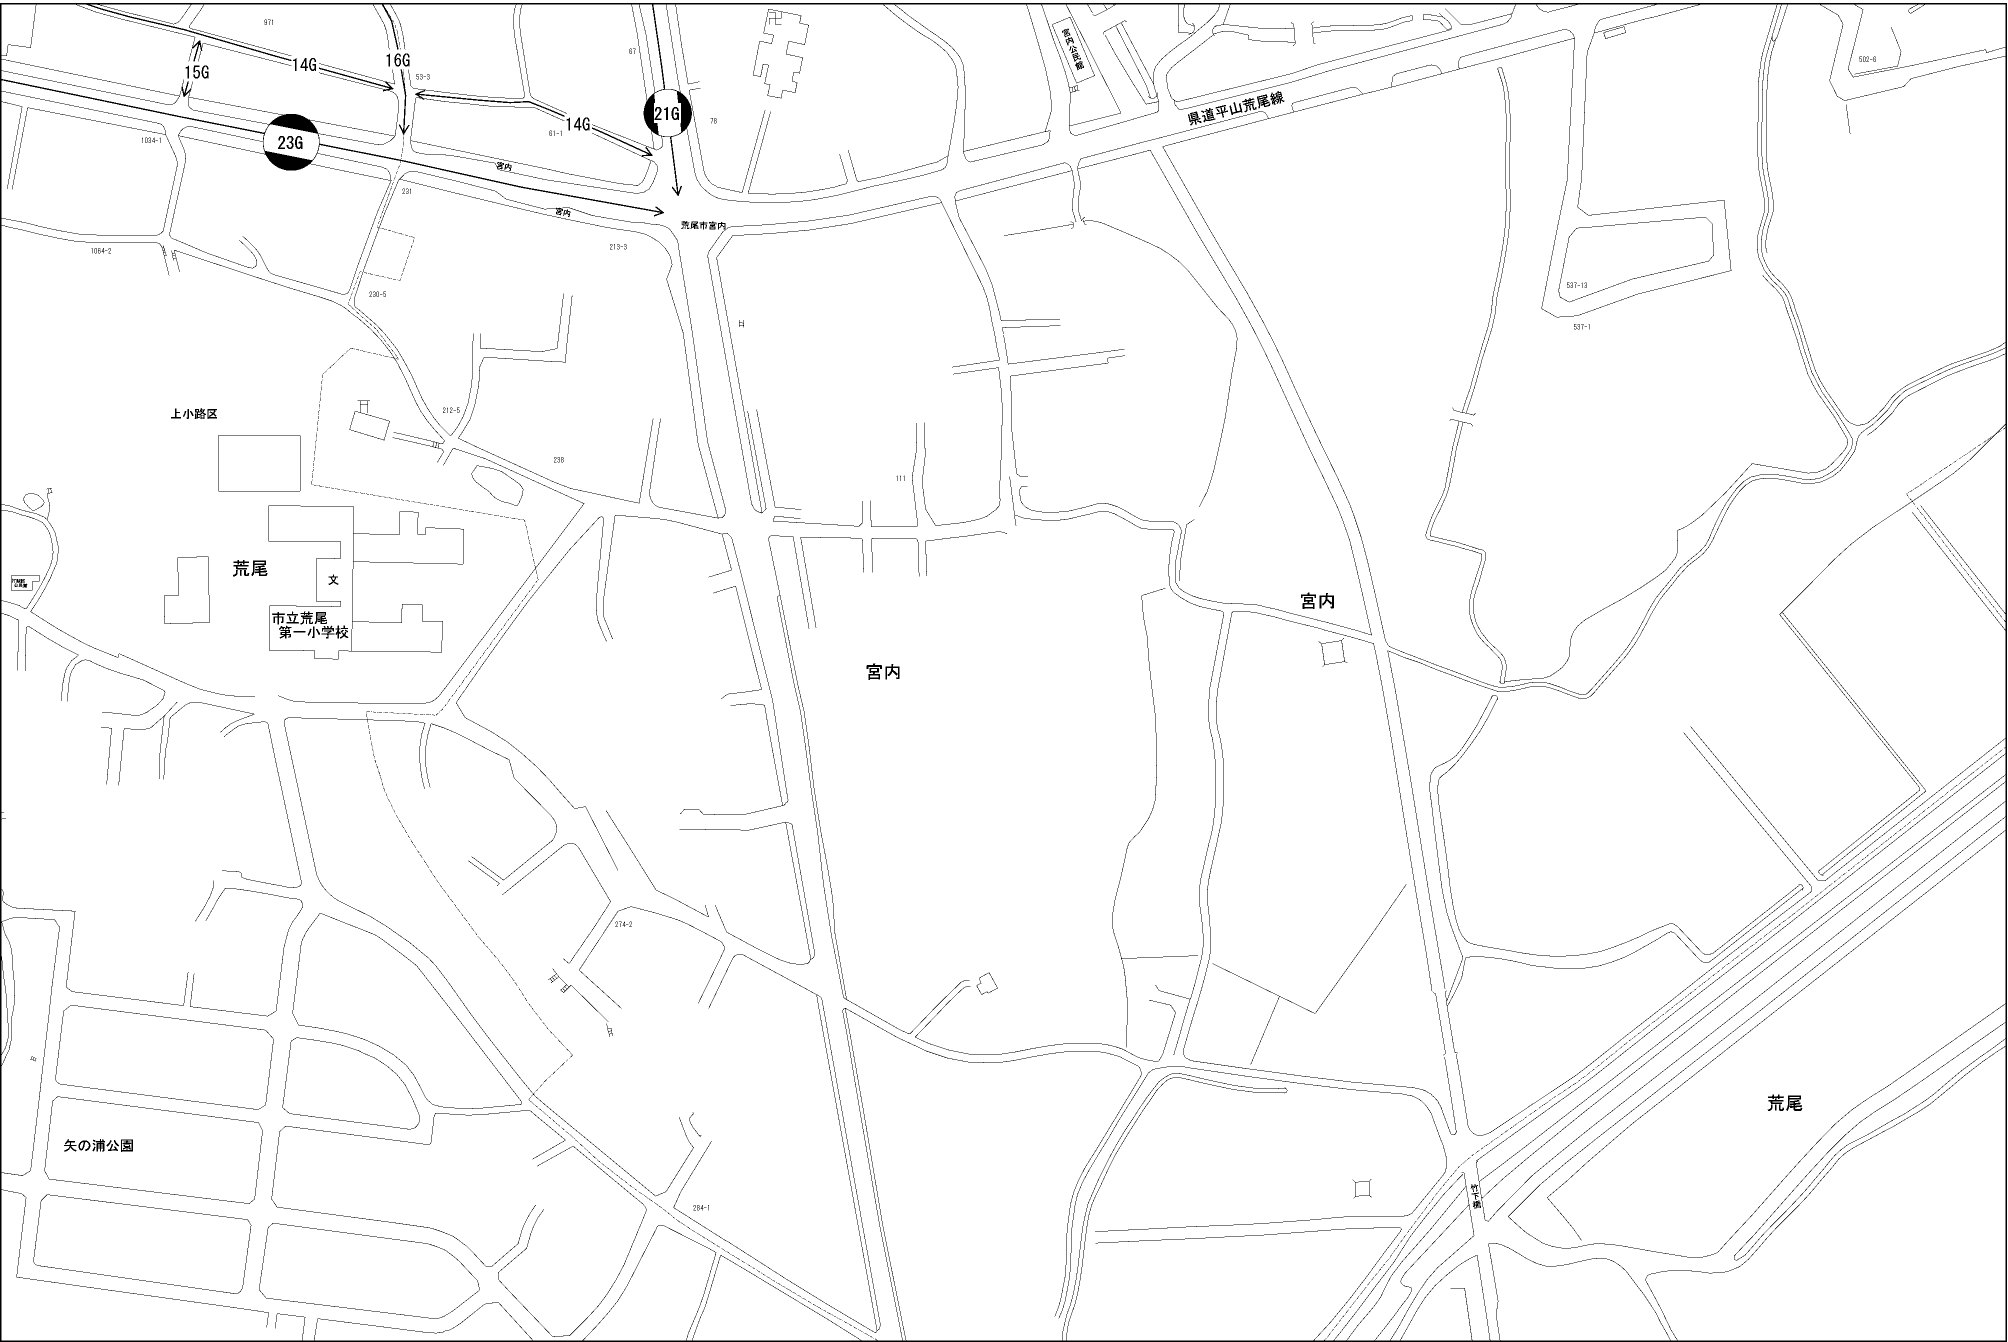 971
67
宮内公民館
502-6
15G
14G
16G
53-3
21G
14G
78
61-1
県道平山荒尾線
1034-1
23G
宮内
231
宮内
荒尾市宮内
213-3
1064-2
230-5
537-13
537-1
上小路区
212-5
238
111
荒尾
文
市立荒尾
第一小学校
宮内
宮内
274-2
荒尾
矢の浦公園
竹下橋
284-1